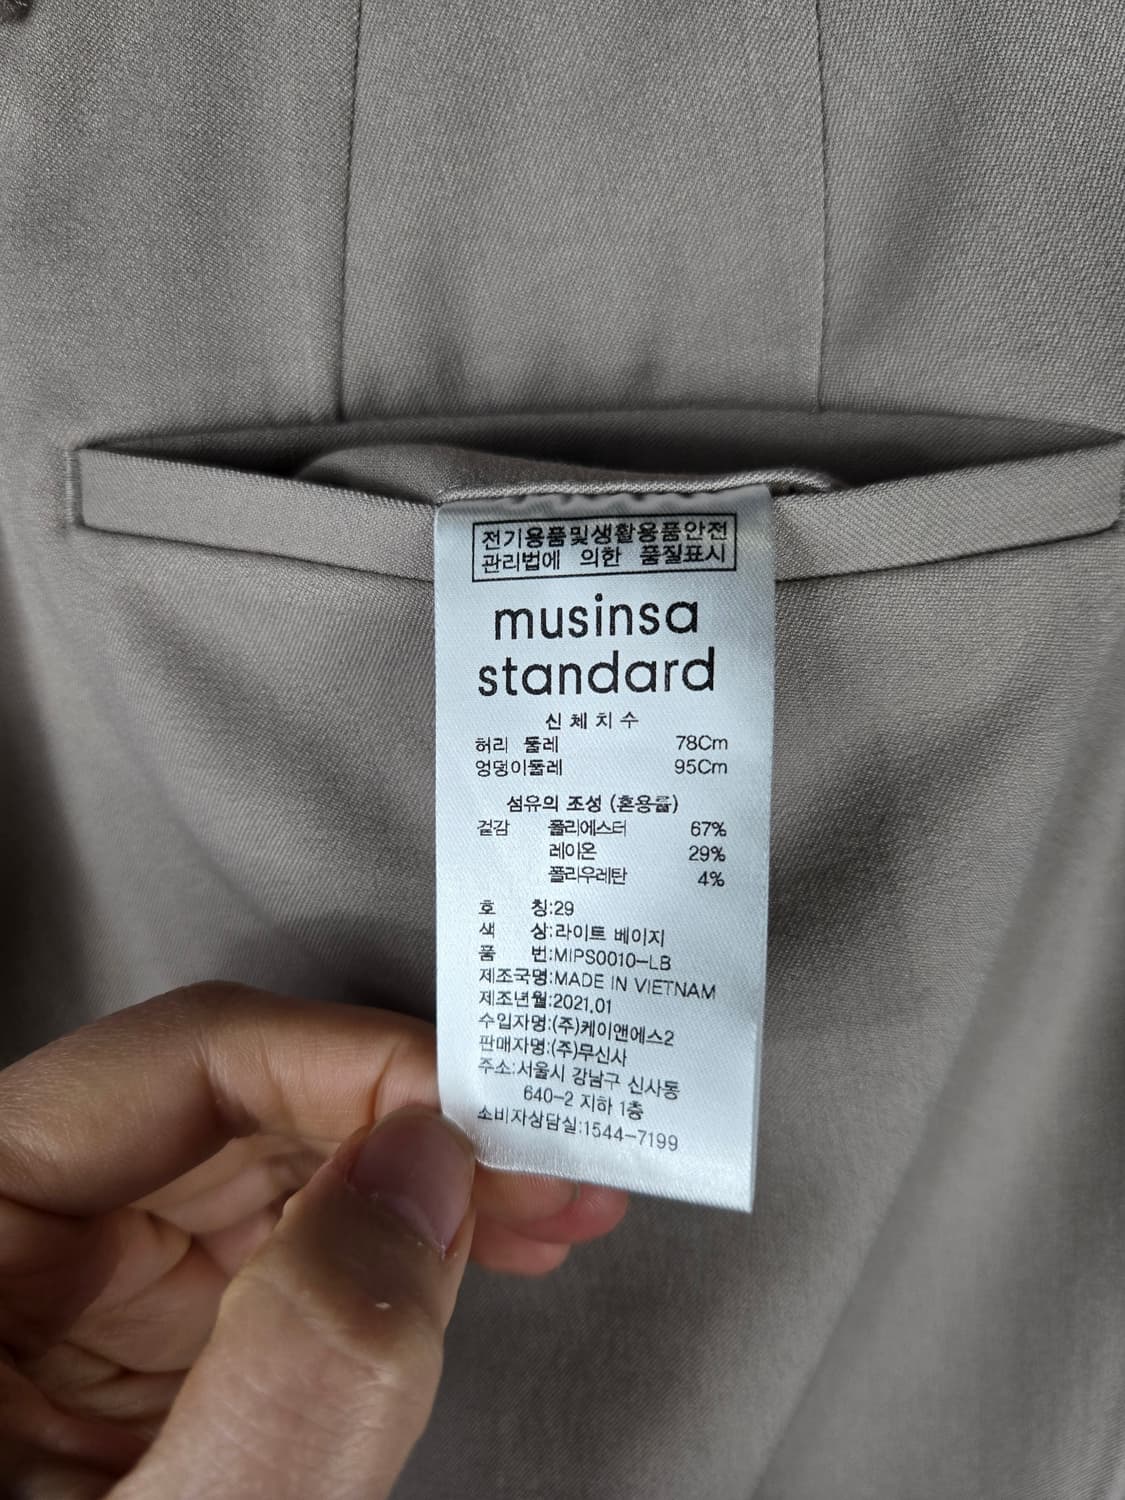 전기용품및생활용품안전
관리법에 의한 품질표시
musinsa
standard
신체치수
허리 둘레 78Cm
엉덩이둘레 95Cm
섬유의 조성 (혼용률)
겉감 폴리에스터 67%
레이온 29%
폴리우레탄 4%
호 칭:29
색 상:라이트 베이지
품 번:MIPS0010-LB
제조국명:MADE IN VIETNAM
제조년월:2021.01
수입자명:(주)케이앤에스2
판매자명:(주)무신사
주소:서울시 강남구 신사동
640-2 지하 1층
소비자상담실:1544-7199